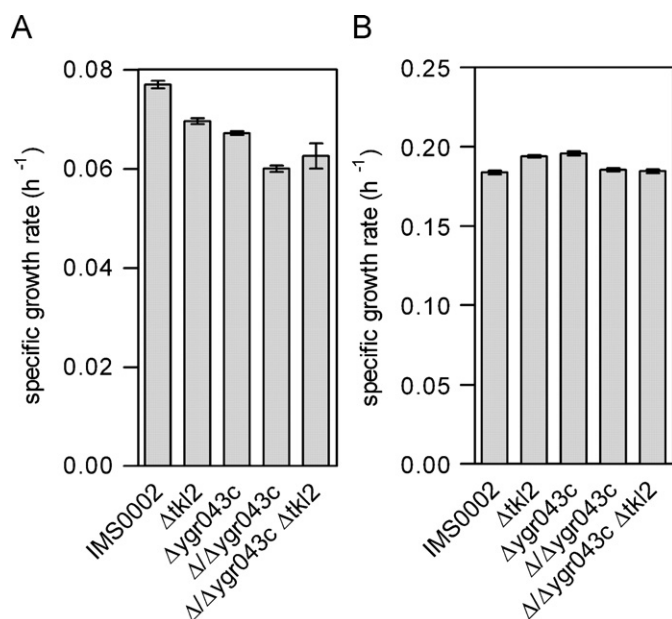 A
specific growth rate (h⁻¹)
0.08
0.06
0.04
0.02
0.00
IMS0002
Δtkl2
Δygr043c
Δ/Δygr043c
Δ/Δygr043c Δtkl2
B
specific growth rate (h⁻¹)
0.25
0.20
0.15
0.10
0.05
0.00
IMS0002
Δtkl2
Δygr043c
Δ/Δygr043c
Δ/Δygr043c Δtkl2